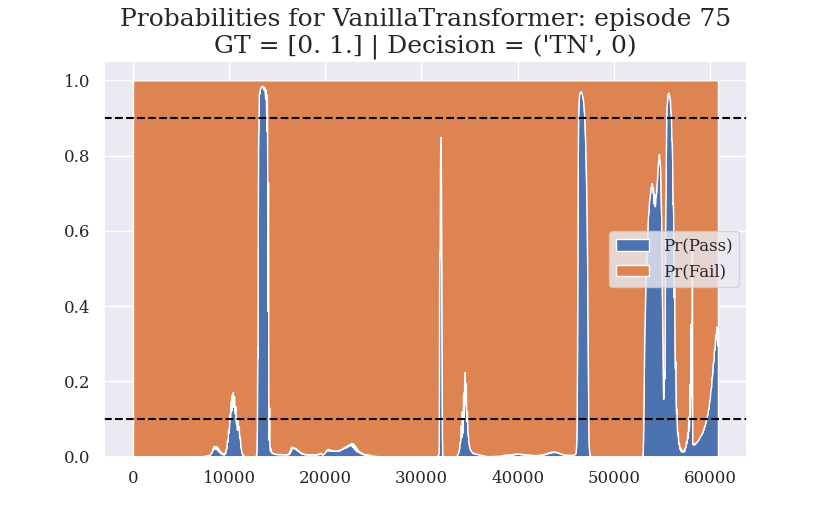 Probabilities for VanillaTransformer: episode 75
GT = [0. 1.] | Decision = ('TN', 0)
1.0
0.8
0.6
0.4
0.2
0.0
Pr(Pass)
Pr(Fail)
0 10000 20000 30000 40000 50000 60000